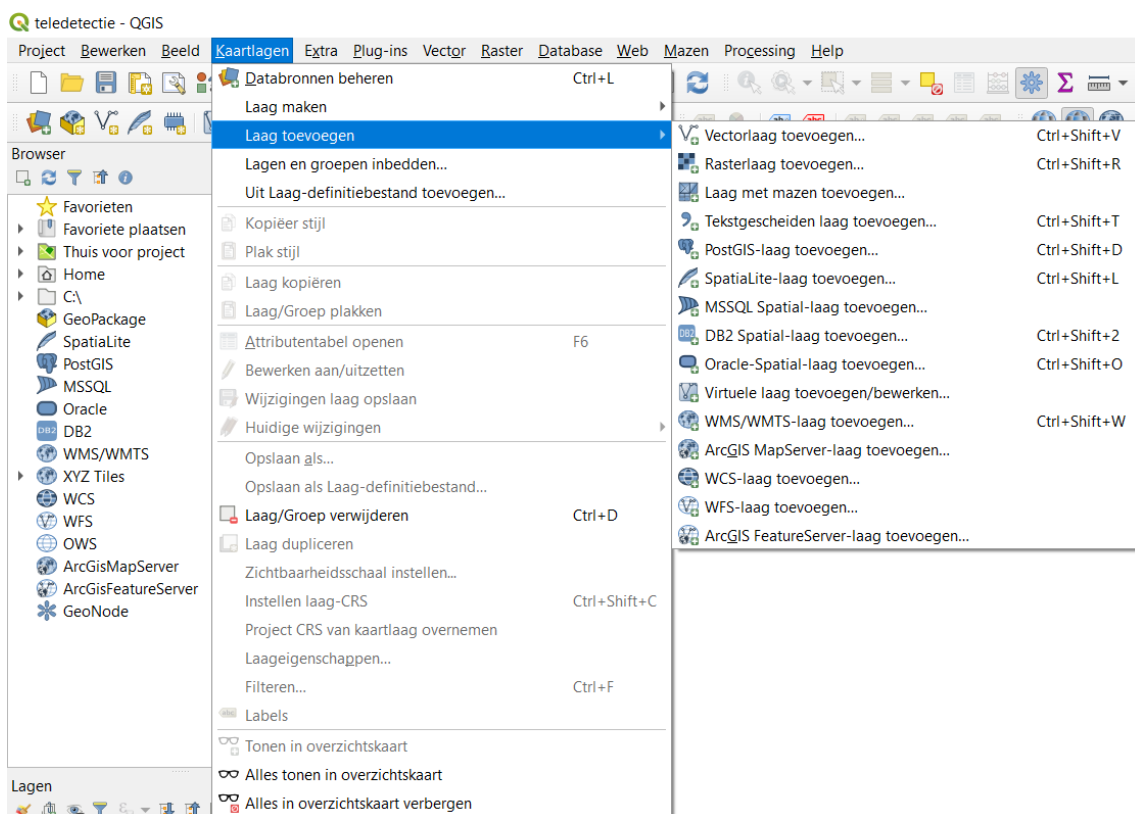 teledetectie - QGIS
Project Bewerken Beeld Kaartlagen Extra Plug-ins Vector Raster Database Web Mazen Processing Help
Databronnen beheren Ctrl+L
Laag maken
Laag toevoegen
Lagen en groepen inbedden...
Uit Laag-definitiebestand toevoegen...
Kopiëer stijl
Plak stijl
Laag kopiëren
Laag/Groep plakken
Attributentabel openen F6
Bewerken aan/uitzetten
Wijzigingen laag opslaan
Huidige wijzigingen
Opslaan als...
Opslaan als Laag-definitiebestand...
Laag/Groep verwijderen Ctrl+D
Laag dupliceren
Zichtbaarheidsschaal instellen...
Instellen laag-CRS Ctrl+Shift+C
Project CRS van kaartlaag overnemen
Laageigenschappen...
Filteren... Ctrl+F
Labels
Tonen in overzichtskaart
Alles tonen in overzichtskaart
Alles in overzichtskaart verbergen
Vectorlaag toevoegen... Ctrl+Shift+V
Rasterlaag toevoegen... Ctrl+Shift+R
Laag met mazen toevoegen...
Tekstgescheiden laag toevoegen... Ctrl+Shift+T
PostGIS-laag toevoegen... Ctrl+Shift+D
SpatiaLite-laag toevoegen... Ctrl+Shift+L
MSSQL Spatial-laag toevoegen...
DB2 Spatial-laag toevoegen... Ctrl+Shift+2
Oracle-Spatial-laag toevoegen... Ctrl+Shift+O
Virtuele laag toevoegen/bewerken...
WMS/WMTS-laag toevoegen... Ctrl+Shift+W
ArcGIS MapServer-laag toevoegen...
WCS-laag toevoegen...
WFS-laag toevoegen...
ArcGIS FeatureServer-laag toevoegen...
Browser
Favorieten
Favoriete plaatsen
Thuis voor project
Home
C:\
GeoPackage
SpatiaLite
PostGIS
MSSQL
Oracle
DB2
WMS/WMTS
XYZ Tiles
WCS
WFS
OWS
ArcGisMapServer
ArcGisFeatureServer
GeoNode
Lagen